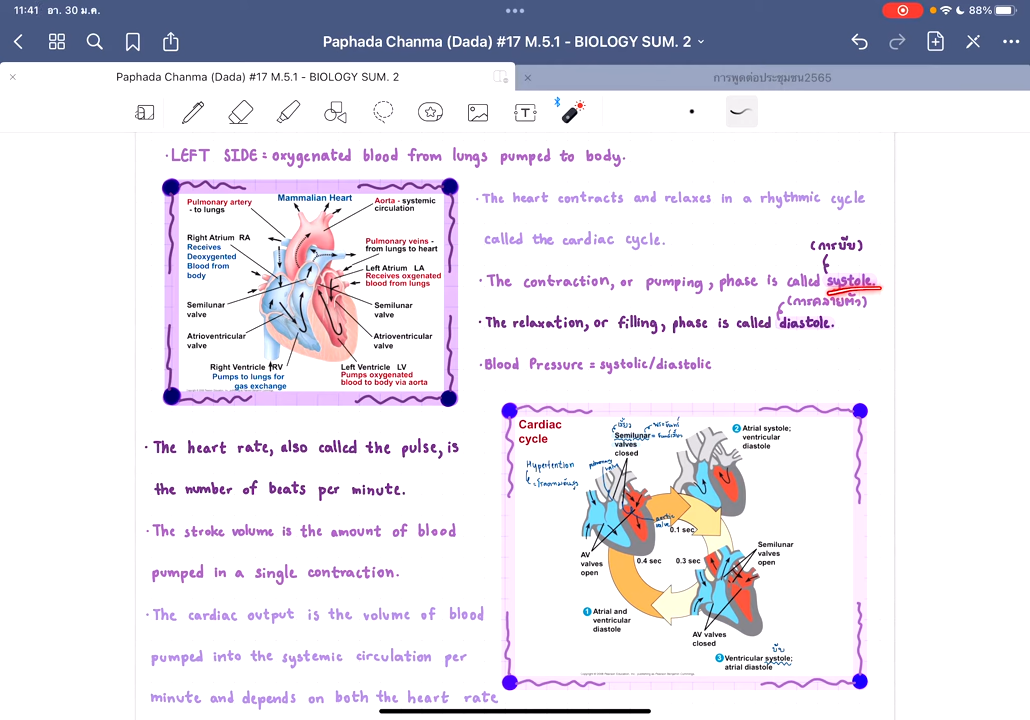 11:41 อา. 30 ม.ค.
88%
Paphada Chanma (Dada) #17 M.5.1 - BIOLOGY SUM. 2
Paphada Chanma (Dada) #17 M.5.1 - BIOLOGY SUM. 2
การพูดต่อประชุมชน2565
·LEFT SIDE = oxygenated blood from lungs pumped to body.
Mammalian Heart
Pulmonary artery
- to lungs
Aorta - systemic
circulation
Right Atrium RA
Receives
Deoxygenated
Blood from
body
Pulmonary veins -
from lungs to heart
Left Atrium LA
Receives oxgenated
blood from lungs
Semilunar
valve
Semilunar
valve
Atrioventricular
valve
Atrioventricular
valve
Right Ventricle RV
Pumps to lungs for
gas exchange
Left Ventricle LV
Pumps oxygenated
blood to body via aorta
·The heart contracts and relaxes in a rhythmic cycle
called the cardiac cycle.
(การบีบ)
·The contraction, or pumping, phase is called systole.
(การคลายตัว)
·The relaxation, or filling, phase is called diastole.
·Blood Pressure = systolic/diastolic
·The heart rate, also called the pulse, is
the number of beats per minute.
·The stroke volume is the amount of blood
pumped in a single contraction.
·The cardiac output is the volume of blood
pumped into the systemic circulation per
minute and depends on both the heart rate
Cardiac
cycle
Semilunar
valves
closed
Hypertention
2 Atrial systole;
ventricular
diastole
aortic
valve
0.1 sec
0.4 sec
0.3 sec
Semilunar
valves
open
AV
valves
open
1 Atrial and
ventricular
diastole
AV valves
closed
บีบ
3 Ventricular systole;
atrial diastole